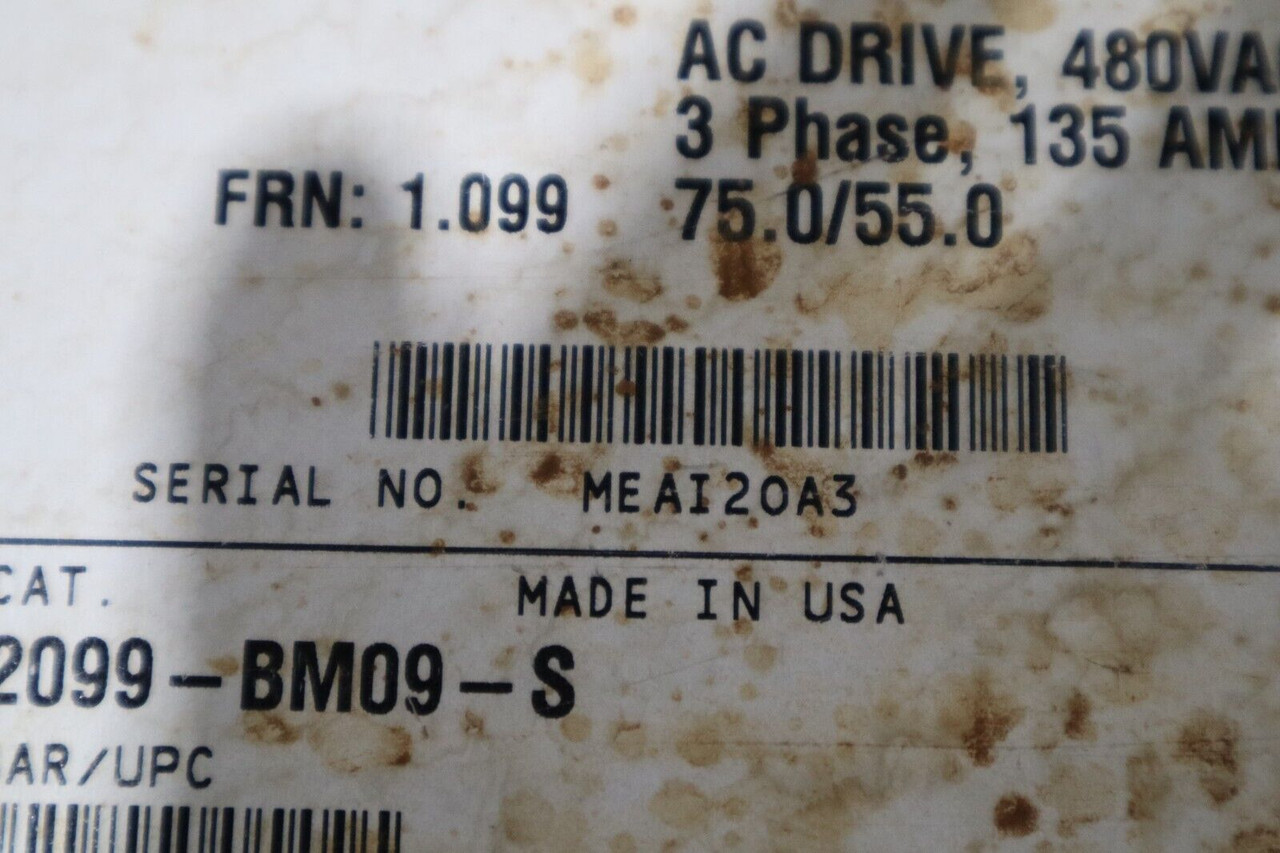 AC DRIVE, 480VA
3 Phase, 135 AM
FRN: 1.099 75.0/55.0
SERIAL NO. MEAI20A3
CAT. MADE IN USA
2099-BM09-S
AR/UPC